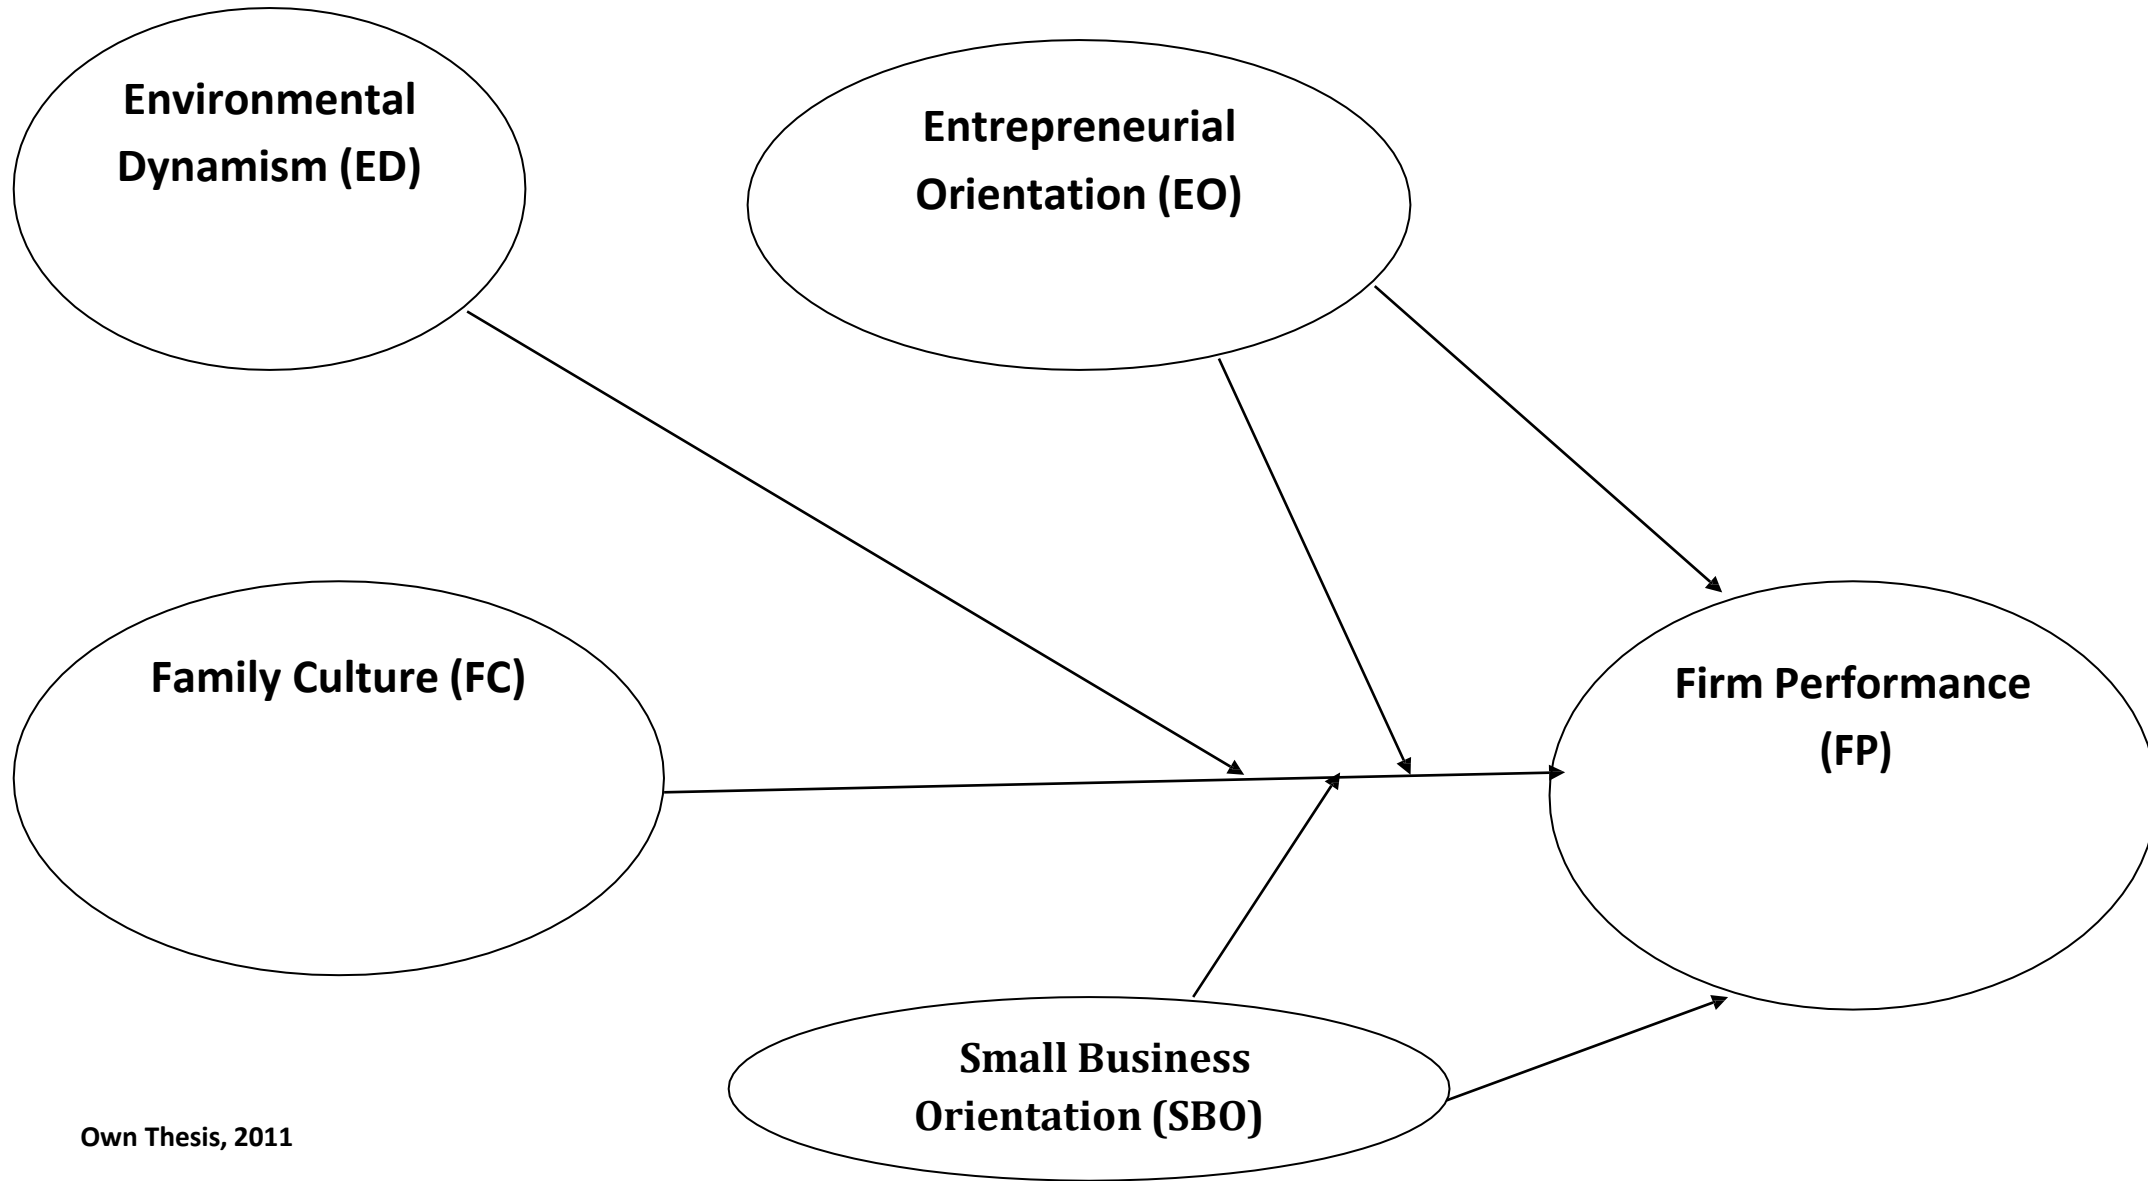 Environmental
Dynamism (ED)
Entrepreneurial
Orientation (EO)
Family Culture (FC)
Firm Performance
(FP)
Small Business
Orientation (SBO)
Own Thesis, 2011